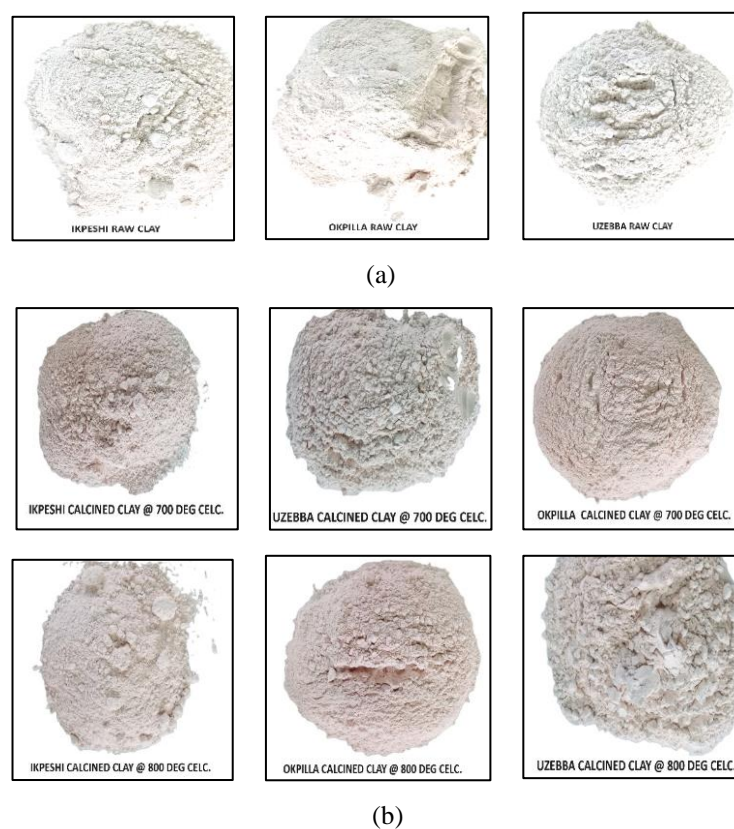 IKPESHI RAW CLAY
OKPILLA RAW CLAY
UZEBBA RAW CLAY
(a)
IKPESHI CALCINED CLAY @ 700 DEG CELC.
UZEBBA CALCINED CLAY @ 700 DEG CELC.
OKPILLA CALCINED CLAY @ 700 DEG CELC.
IKPESHI CALCINED CLAY @ 800 DEG CELC.
OKPILLA CALCINED CLAY @ 800 DEG CELC.
UZEBBA CALCINED CLAY @ 800 DEG CELC.
(b)